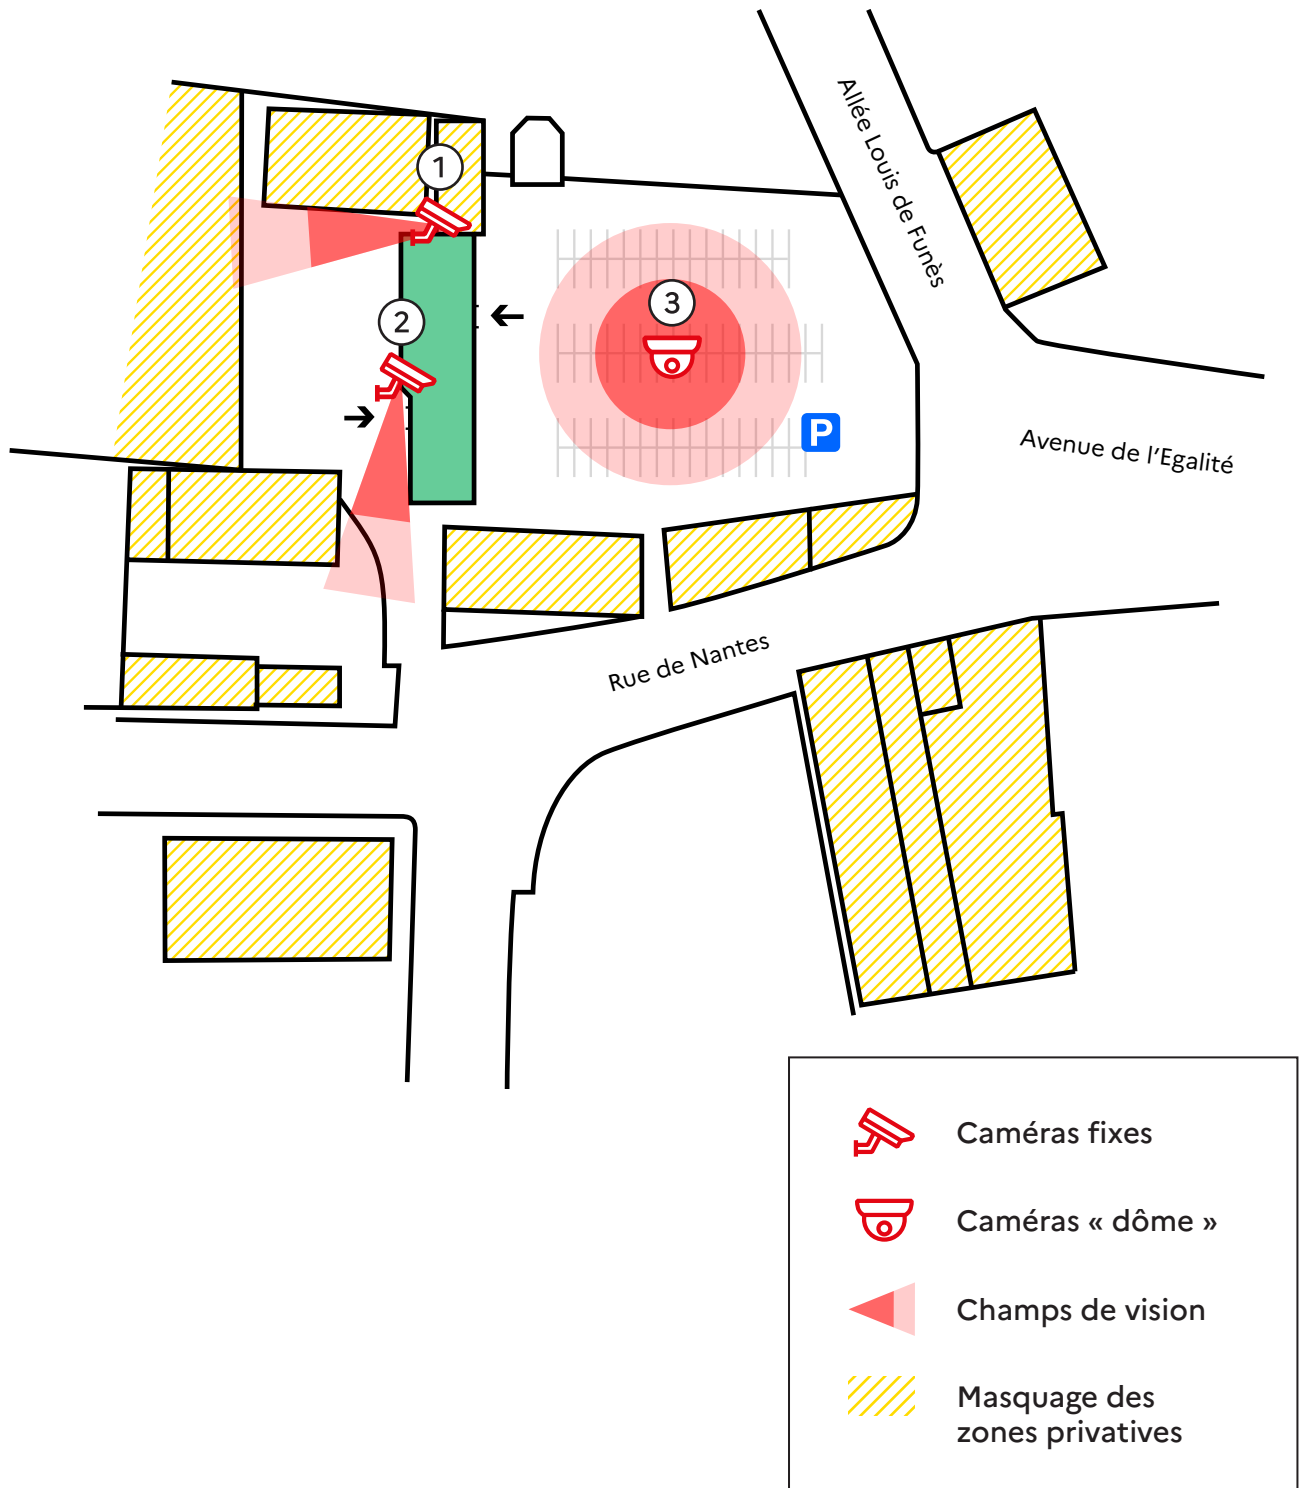 Allée Louis de Funès
1
3
2
P
Avenue de l'Egalité
Rue de Nantes
Caméras fixes
Caméras « dôme »
Champs de vision
Masquage des
zones privatives